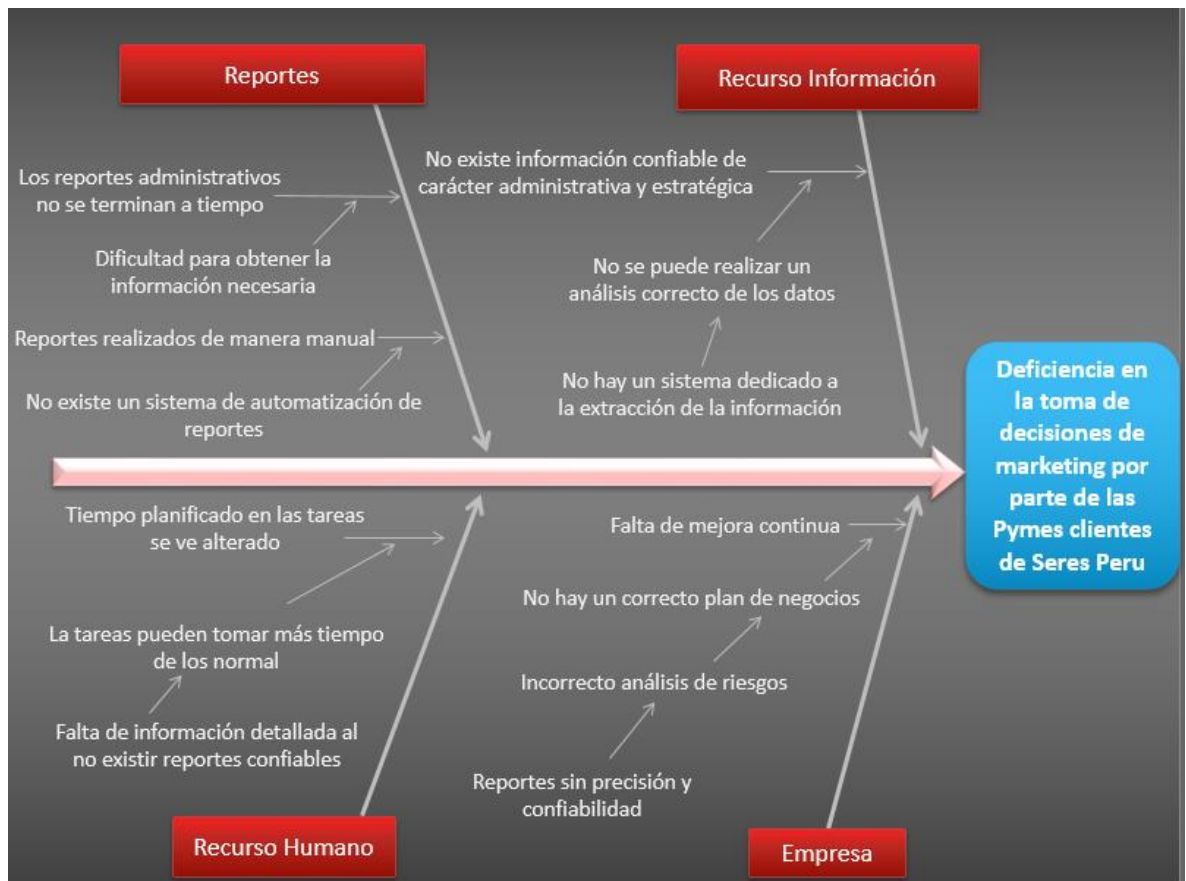 Reportes
Recurso Información
Los reportes administrativos
no se terminan a tiempo
Dificultad para obtener la
información necesaria
Reportes realizados de manera manual
No existe un sistema de automatización de
reportes
No existe información confiable de
carácter administrativa y estratégica
No se puede realizar un
análisis correcto de los datos
No hay un sistema dedicado a
la extracción de la información
Deficiencia en
la toma de
decisiones de
marketing por
parte de las
Pymes clientes
de Seres Peru
Tiempo planificado en las tareas
se ve alterado
La tareas pueden tomar más tiempo
de los normal
Falta de información detallada al
no existir reportes confiables
Falta de mejora continua
No hay un correcto plan de negocios
Incorrecto análisis de riesgos
Reportes sin precisión y
confiabilidad
Recurso Humano
Empresa